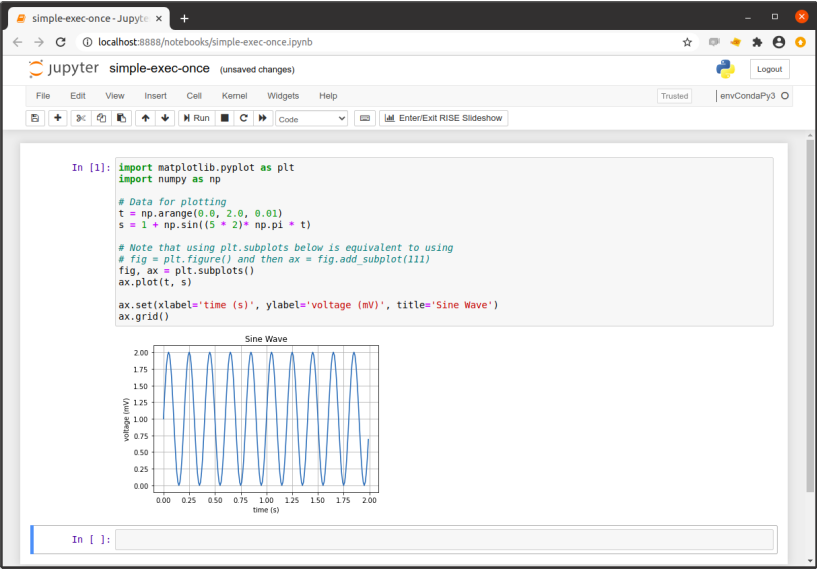 simple-exec-once - Jupyte
localhost:8888/notebooks/simple-exec-once.ipynb
jupyter simple-exec-once (unsaved changes)
Logout
File Edit View Insert Cell Kernel Widgets Help
Trusted envCondaPy3
Run Code Enter/Exit RISE Slideshow
In [1]: import matplotlib.pyplot as plt
import numpy as np
# Data for plotting
t = np.arange(0.0, 2.0, 0.01)
s = 1 + np.sin((5 * 2)* np.pi * t)
# Note that using plt.subplots below is equivalent to using
# fig = plt.figure() and then ax = fig.add_subplot(111)
fig, ax = plt.subplots()
ax.plot(t, s)
ax.set(xlabel='time (s)', ylabel='voltage (mV)', title='Sine Wave')
ax.grid()
Sine Wave
voltage (mV)
2.00
1.75
1.50
1.25
1.00
0.75
0.50
0.25
0.00
0.00 0.25 0.50 0.75 1.00 1.25 1.50 1.75 2.00
time (s)
In [ ]: